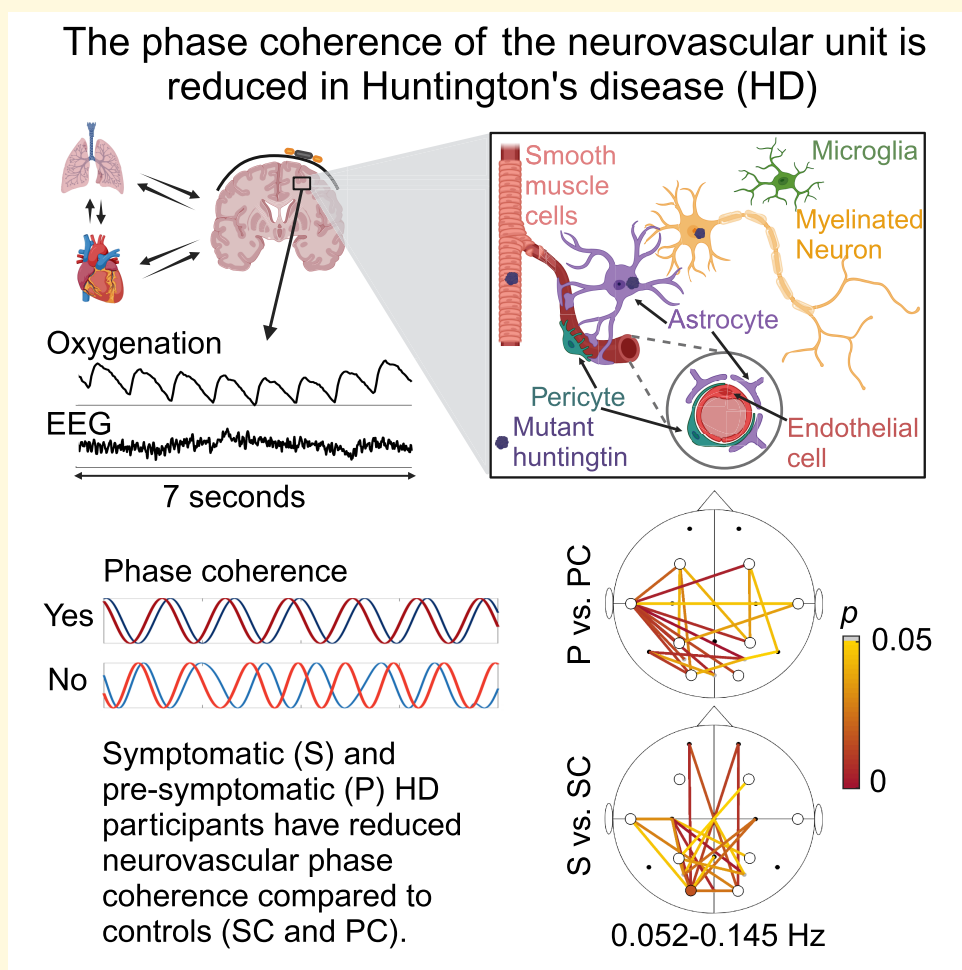 The phase coherence of the neurovascular unit is
reduced in Huntington's disease (HD)
Smooth
muscle
cells
Microglia
Myelinated
Neuron
Astrocyte
Pericyte
Mutant
huntingtin
Endothelial
cell
Oxygenation
EEG
7 seconds
Phase coherence
Yes
No
Symptomatic (S) and
pre-symptomatic (P) HD
participants have reduced
neurovascular phase
coherence compared to
controls (SC and PC).
P vs. PC
S vs. SC
p
0.05
0
0.052-0.145 Hz